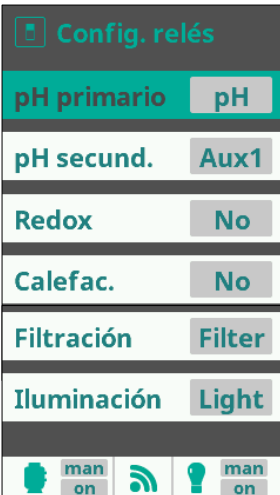 Config. relés
pH primario pH
pH secund. Aux1
Redox No
Calefac. No
Filtración Filter
Iluminación Light
man man
on on